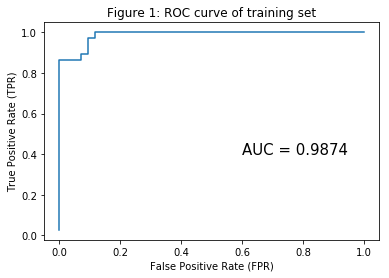 Figure 1: ROC curve of training set
1.0
0.8
0.6
0.4
0.2
0.0
True Positive Rate (TPR)
AUC = 0.9874
0.0 0.2 0.4 0.6 0.8 1.0
False Positive Rate (FPR)